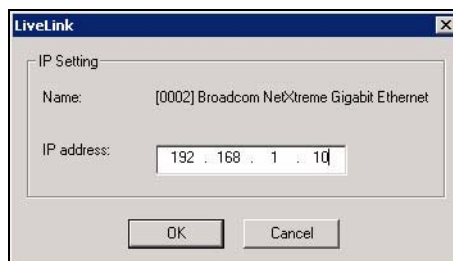 LiveLink
IP Setting
Name: [0002] Broadcom NetXtreme Gigabit Ethernet
IP address: 192 . 168 . 1 . 10
OK Cancel